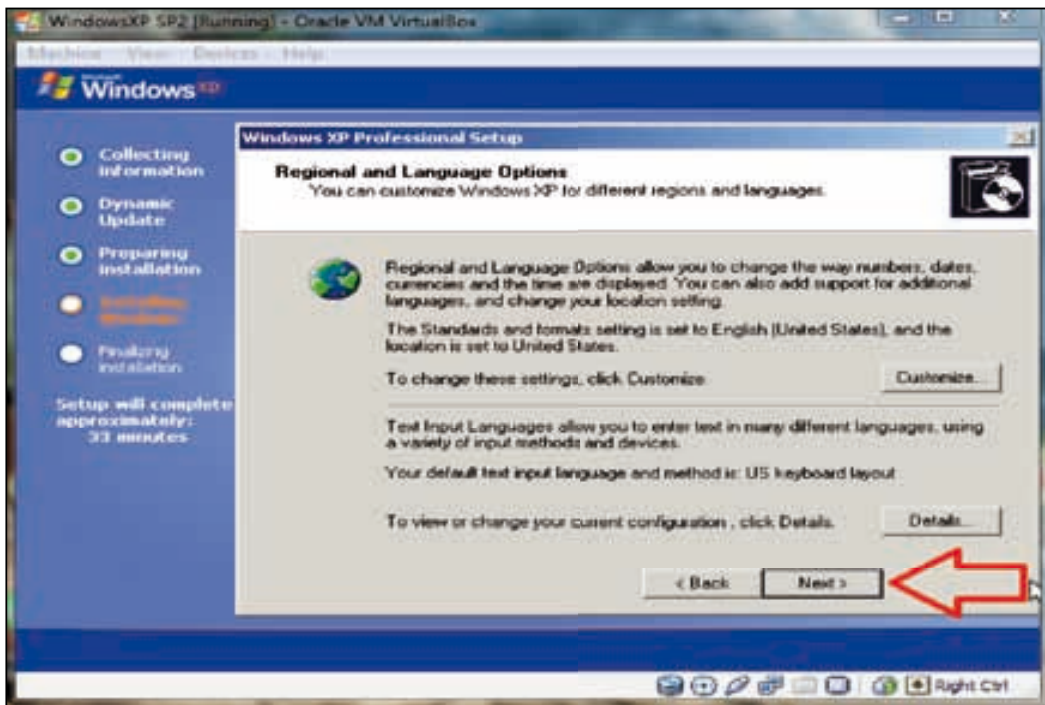 WindowsXP SP2 [Running] - Oracle VM VirtualBox
Machine View Devices Help
Microsoft
Windows XP
Collecting
information
Dynamic
Update
Preparing
installation
Installing
Windows
Finalizing
installation
Setup will complete
approximately:
33 minutes
Windows XP Professional Setup
Regional and Language Options
You can customize Windows XP for different regions and languages.
Regional and Language Options allow you to change the way numbers, dates,
currencies and the time are displayed. You can also add support for additional
languages, and change your location setting.
The Standards and formats setting is set to English (United States), and the
location is set to United States.
To change these settings, click Customize.
Customize...
Text Input Languages allow you to enter text in many different languages, using
a variety of input methods and devices.
Your default text input language and method is: US keyboard layout
To view or change your current configuration , click Details.
Details...
< Back
Next >
Right Ctrl